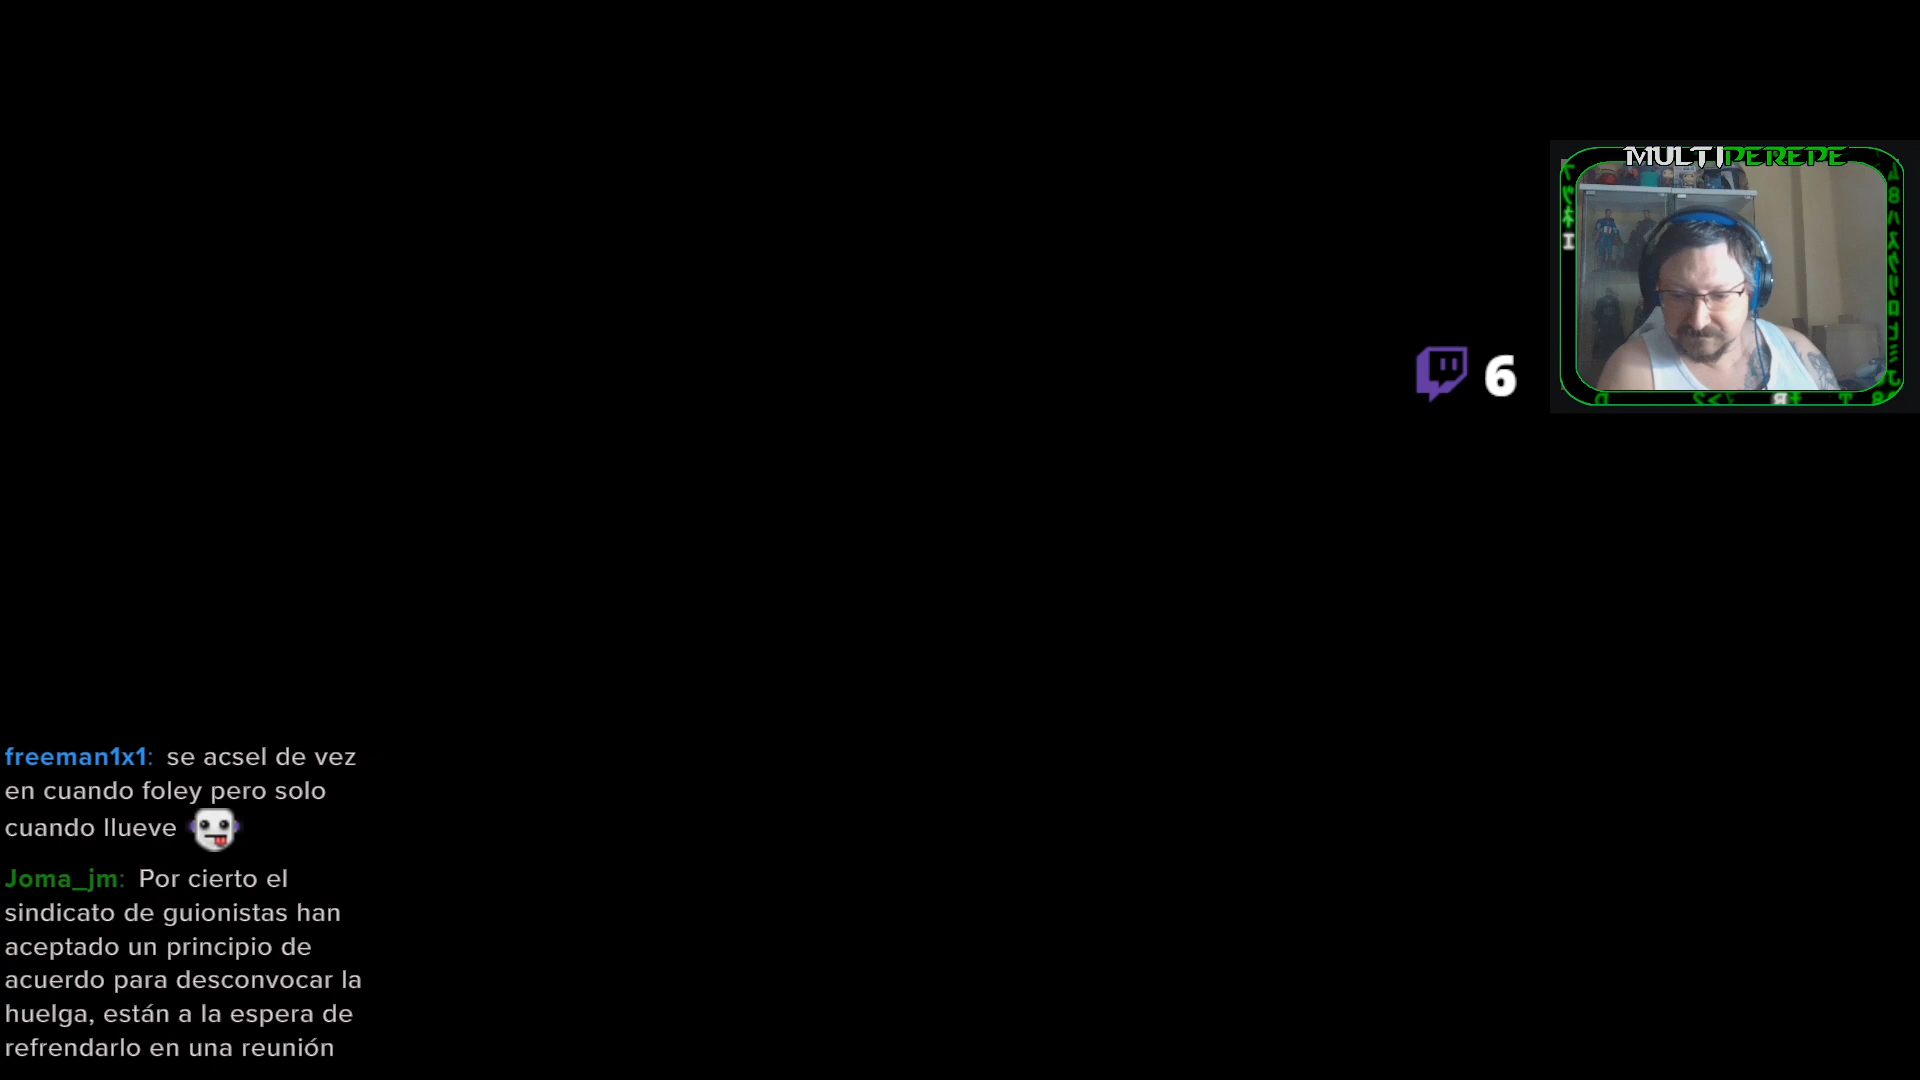 MULTIPEREPE
6
freeman1x1: se acsel de vez
en cuando foley pero solo
cuando llueve
Joma_jm: Por cierto el
sindicato de guionistas han
aceptado un principio de
acuerdo para desconvocar la
huelga, están a la espera de
refrendarlo en una reunión